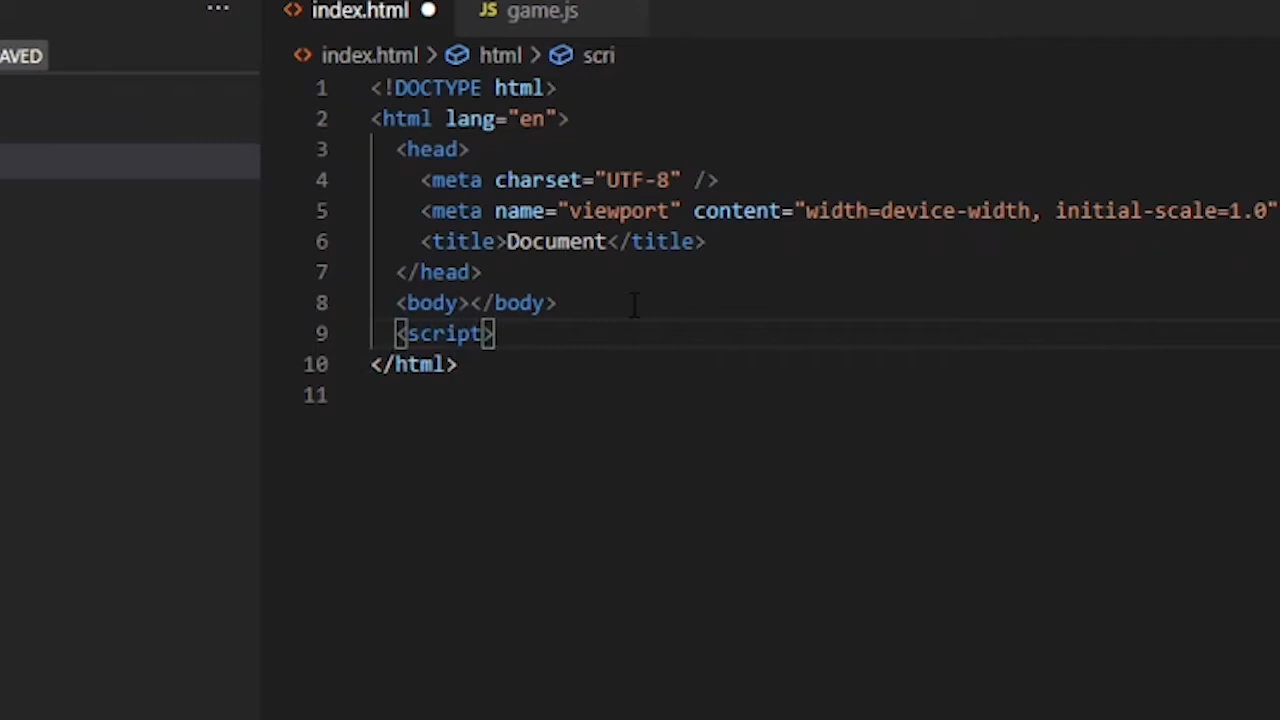 ··· index.html ● JS game.js
AVED index.html > html > scri
1 <!DOCTYPE html>
2 <html lang="en">
3 <head>
4 <meta charset="UTF-8" />
5 <meta name="viewport" content="width=device-width, initial-scale=1.0"
6 <title>Document</title>
7 </head>
8 <body></body>
9 <script>
10 </html>
11